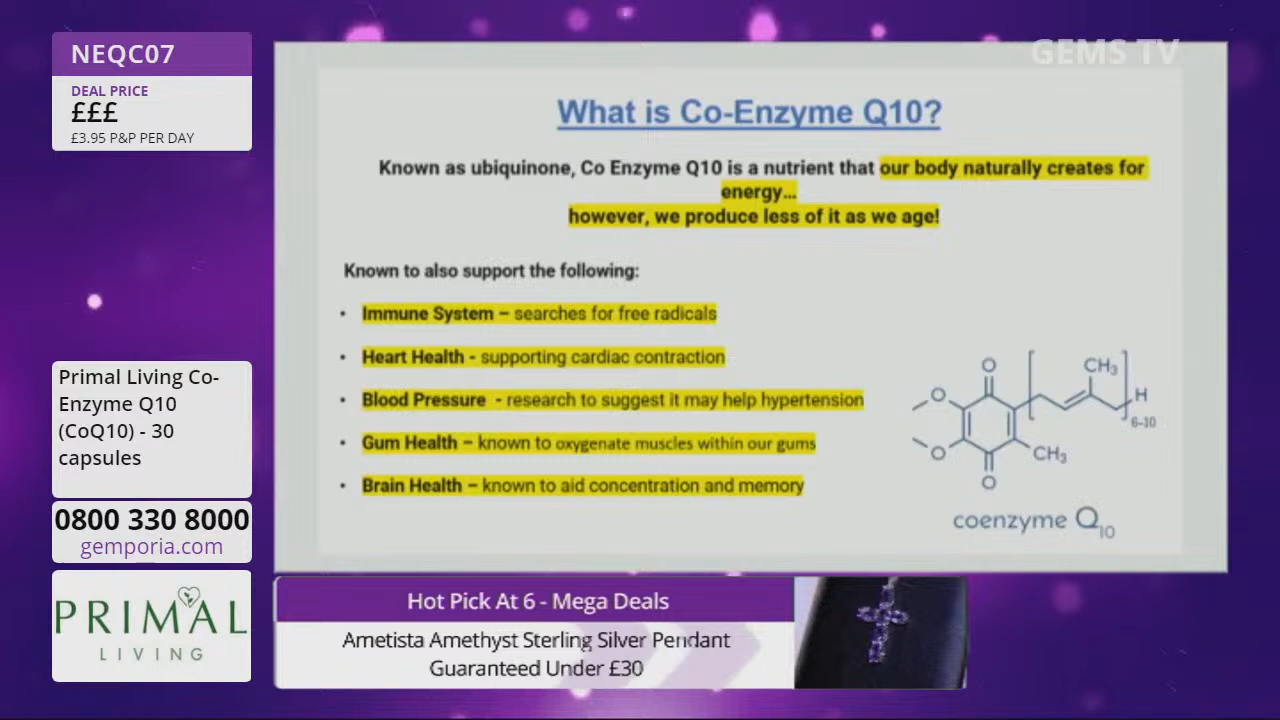 NEQC07
DEAL PRICE
£££
£3.95 P&P PER DAY
GEMS TV
What is Co-Enzyme Q10?
Known as ubiquinone, Co Enzyme Q10 is a nutrient that our body naturally creates for
energy...
however, we produce less of it as we age!
Known to also support the following:
• Immune System – searches for free radicals
• Heart Health - supporting cardiac contraction
• Blood Pressure - research to suggest it may help hypertension
• Gum Health – known to oxygenate muscles within our gums
• Brain Health – known to aid concentration and memory
O
CH3
O
H
6-10
O
CH3
O
coenzyme Q10
Primal Living Co-
Enzyme Q10
(CoQ10) - 30
capsules
0800 330 8000
gemporia.com
PRIMAL
LIVING
Hot Pick At 6 - Mega Deals
Ametista Amethyst Sterling Silver Pendant
Guaranteed Under £30